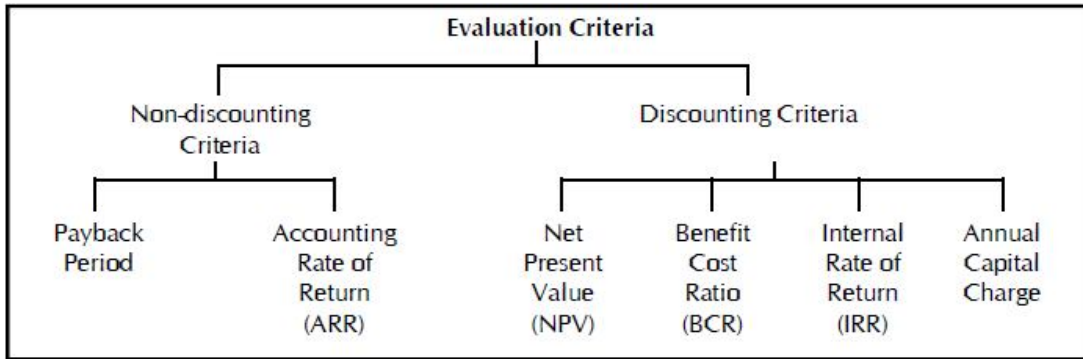 Evaluation Criteria
Non-discounting
Criteria
Discounting Criteria
Payback
Period
Accounting
Rate of
Return
(ARR)
Net
Present
Value
(NPV)
Benefit
Cost
Ratio
(BCR)
Internal
Rate of
Return
(IRR)
Annual
Capital
Charge